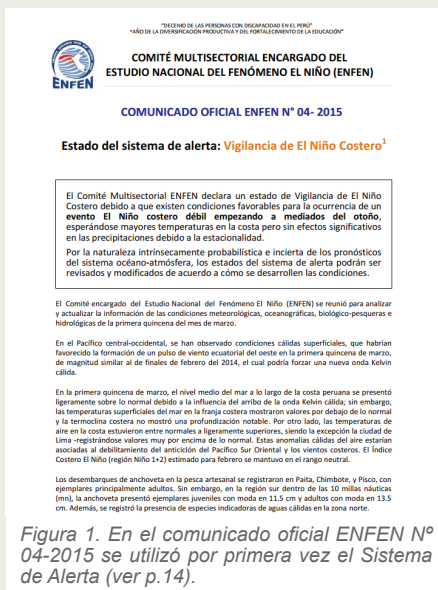 "DECENIO DE LAS PERSONAS CON DISCAPACIDAD EN EL PERÚ"
"AÑO DE LA DIVERSIFICACIÓN PRODUCTIVA Y DEL FORTALECIMIENTO DE LA EDUCACIÓN"
ENFEN
COMITÉ MULTISECTORIAL ENCARGADO DEL
ESTUDIO NACIONAL DEL FENÓMENO EL NIÑO (ENFEN)
COMUNICADO OFICIAL ENFEN N° 04- 2015
Estado del sistema de alerta: Vigilancia de El Niño Costero¹
El Comité Multisectorial ENFEN declara un estado de Vigilancia de El Niño
Costero debido a que existen condiciones favorables para la ocurrencia de un
evento El Niño costero débil empezando a mediados del otoño,
esperándose mayores temperaturas en la costa pero sin efectos significativos
en las precipitaciones debido a la estacionalidad.
Por la naturaleza intrínsecamente probabilística e incierta de los pronósticos
del sistema océano-atmósfera, los estados del sistema de alerta podrán ser
revisados y modificados de acuerdo a cómo se desarrollen las condiciones.
El Comité encargado del Estudio Nacional del Fenómeno El Niño (ENFEN) se reunió para analizar
y actualizar la información de las condiciones meteorológicas, oceanográficas, biológico-pesqueras e
hidrológicas de la primera quincena del mes de marzo.
En el Pacífico central-occidental, se han observado condiciones cálidas superficiales, que habrían
favorecido la formación de un pulso de viento ecuatorial del oeste en la primera quincena de marzo,
de magnitud similar al de finales de febrero del 2014, el cual podría forzar una nueva onda Kelvin
cálida.
En la primera quincena de marzo, el nivel medio del mar a lo largo de la costa peruana se presentó
ligeramente sobre lo normal debido a la influencia del arribo de la onda Kelvin cálida; sin embargo,
las temperaturas superficiales del mar en la franja costera mostraron valores por debajo de lo normal
y la termoclina costera no mostró una profundización notable. Por otro lado, las temperaturas de
aire en la costa estuvieron entre normales a ligeramente superiores, siendo la excepción la ciudad de
Lima -registrándose valores muy por encima de lo normal. Estas anomalías cálidas del aire estarían
asociadas al debilitamiento del anticiclón del Pacífico Sur Oriental y los vientos costeros. El Índice
Costero El Niño (región Niño 1+2) estimado para febrero se mantuvo en el rango neutral.
Los desembarques de anchoveta en la pesca artesanal se registraron en Paita, Chimbote, y Pisco, con
ejemplares principalmente adultos. Sin embargo, en la región sur dentro de las 10 millas náuticas
(mn), la anchoveta presentó ejemplares juveniles con moda en 11.5 cm y adultos con moda en 13.5
cm. Además, se registró la presencia de especies indicadoras de aguas cálidas en la zona norte.
Figura 1. En el comunicado oficial ENFEN Nº
04-2015 se utilizó por primera vez el Sistema
de Alerta (ver p.14).